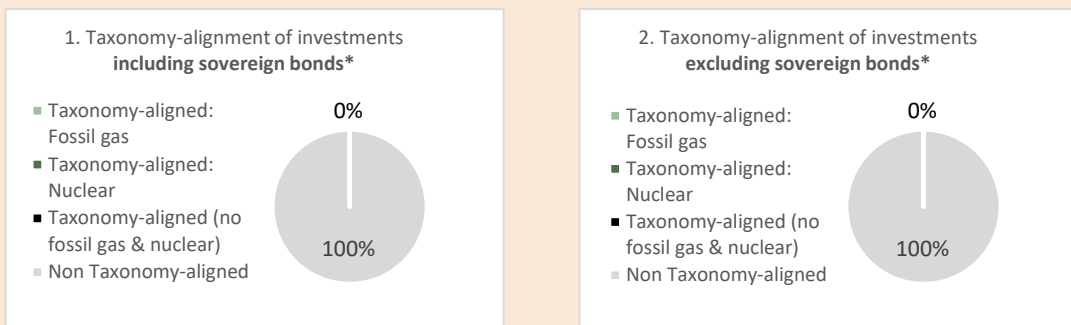 1. Taxonomy-alignment of investments
including sovereign bonds*
Taxonomy-aligned:
Fossil gas
Taxonomy-aligned:
Nuclear
Taxonomy-aligned (no
fossil gas & nuclear)
Non Taxonomy-aligned
0%
100%
2. Taxonomy-alignment of investments
excluding sovereign bonds*
Taxonomy-aligned:
Fossil gas
Taxonomy-aligned:
Nuclear
Taxonomy-aligned (no
fossil gas & nuclear)
Non Taxonomy-aligned
0%
100%